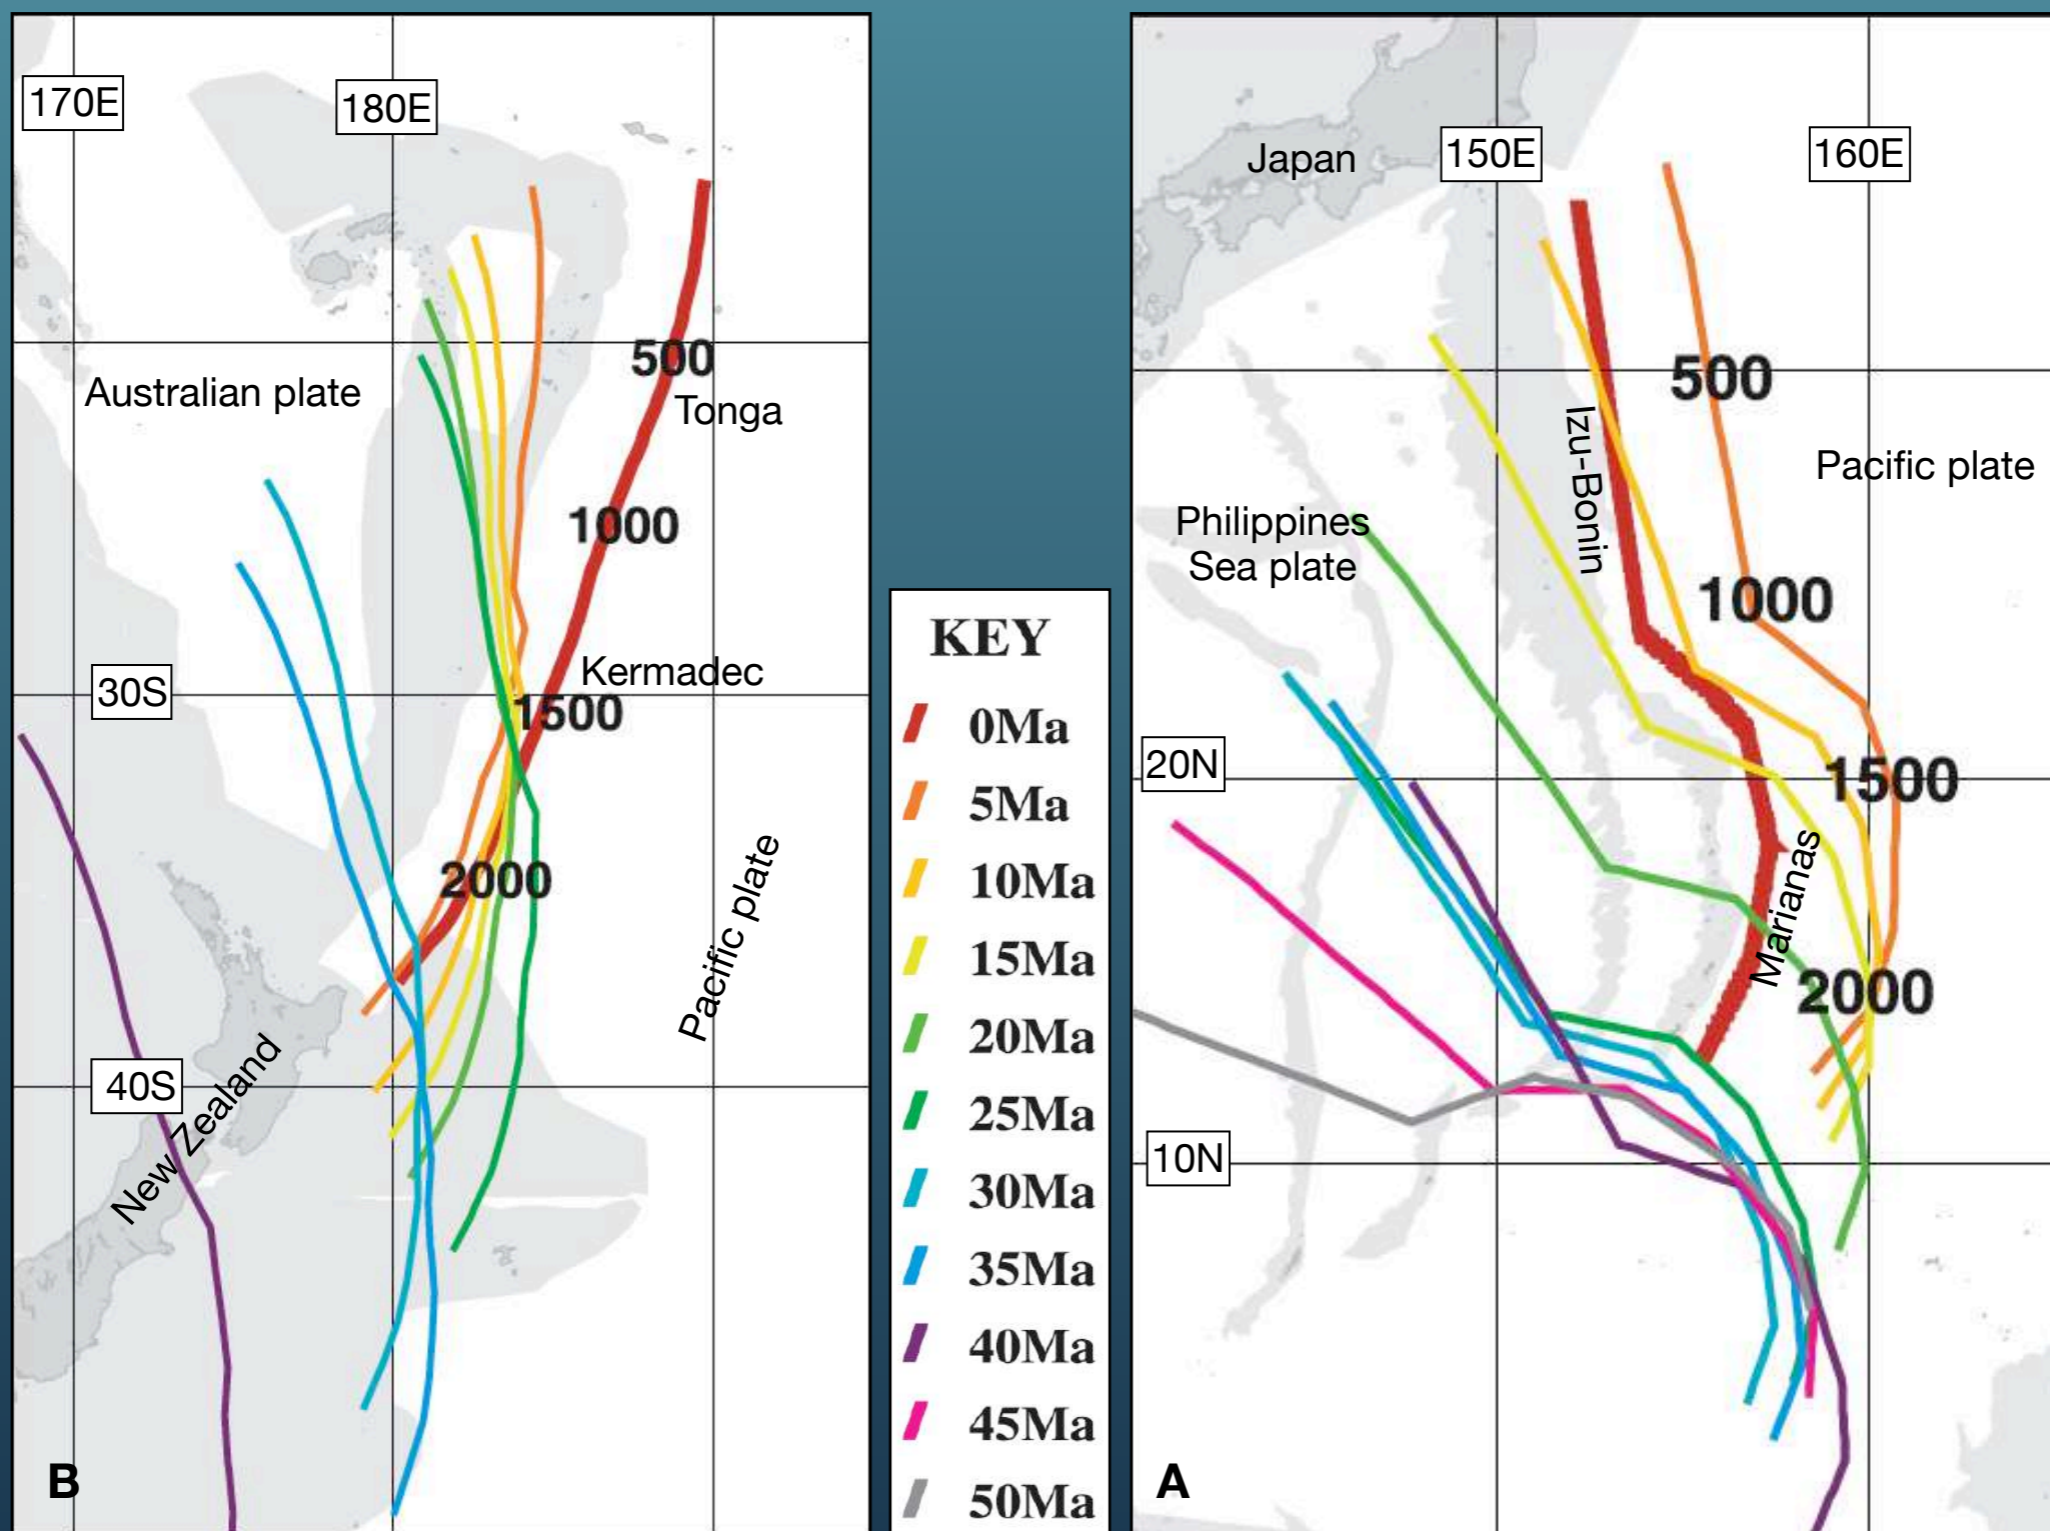 170E
180E
500
Tonga
Australian plate
1000
Kermadec
30S
1500
2000
Pacific plate
40S
New Zealand
B
KEY
0Ma
5Ma
10Ma
15Ma
20Ma
25Ma
30Ma
35Ma
40Ma
45Ma
50Ma
Japan
150E
160E
500
Izu-Bonin
Pacific plate
Philippines
Sea plate
1000
20N
1500
Marianas
2000
10N
A